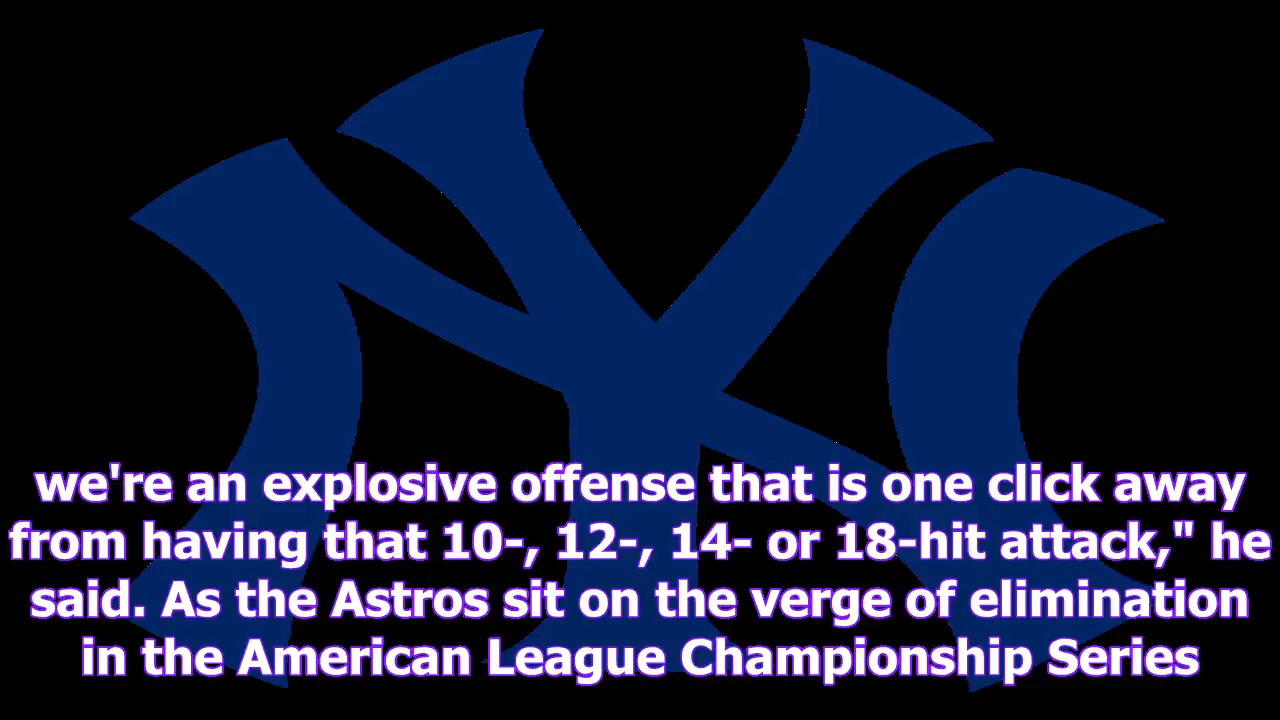 we're an explosive offense that is one click away
from having that 10-, 12-, 14- or 18-hit attack," he
said. As the Astros sit on the verge of elimination
in the American League Championship Series